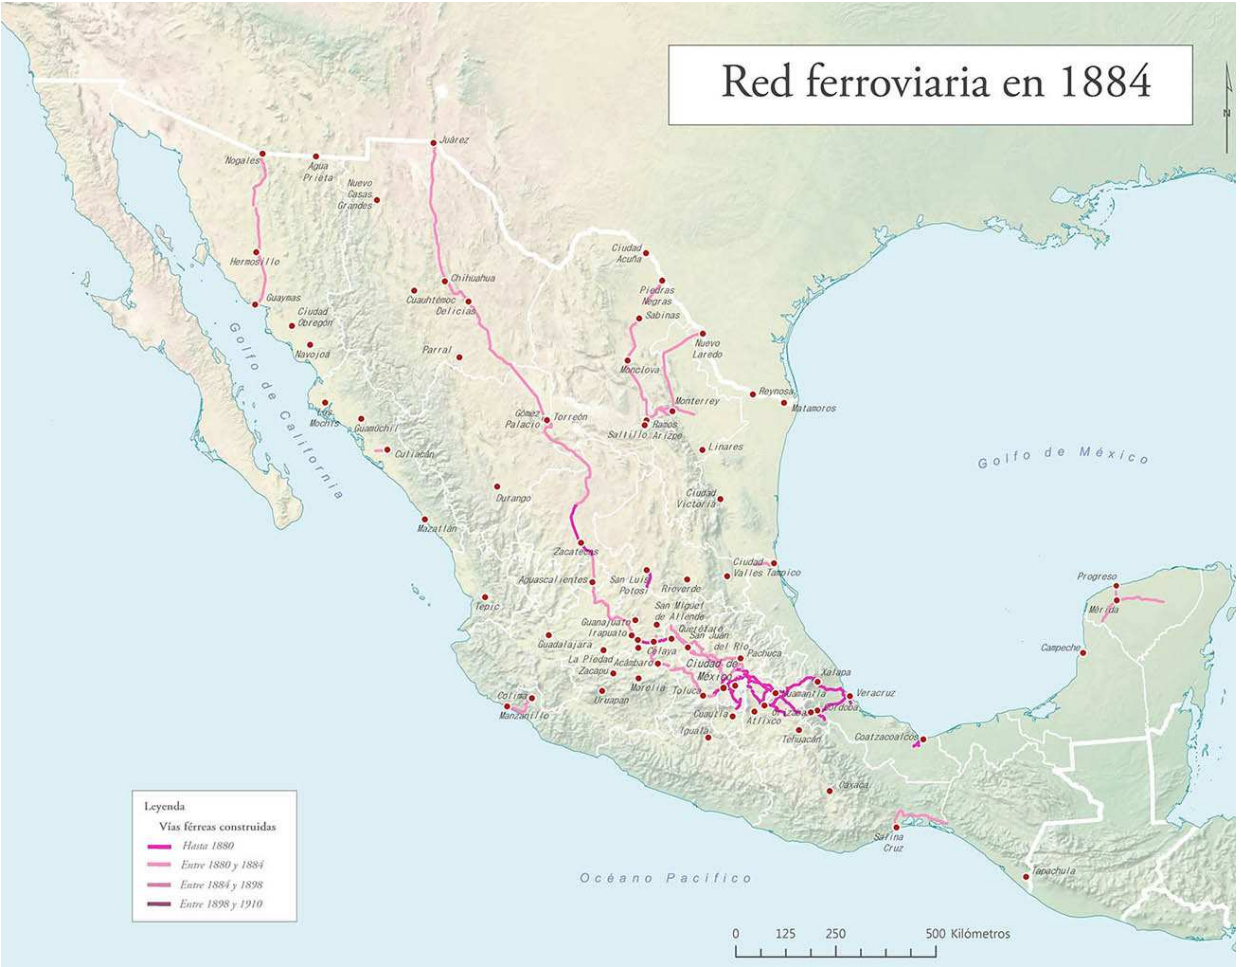 Red ferroviaria en 1884
N
Juárez
Nogales
Agua
Prieta
Nuevo
Casas
Grandes
Ciudad
Acuña
Hermosillo
Piedras
Negras
Chihuahua
Cuauhtémoc
Delicias
Guaymas
Ciudad
Obregón
Sabinas
Nuevo
Laredo
Navojoa
Parral
Monclova
Reynosa
Matamoros
Monterrey
Los
Mochis
Guamúchil
Gómez
Palacio
Torreón
Ramos
Arizpe
Saltillo
Linares
Culiacán
Golfo de California
Golfo de México
Durango
Ciudad
Victoria
Mazatlán
Zacatecas
Ciudad
Valles
Tampico
Aguascalientes
San Luis
Potosí
Rioverde
Progreso
Mérida
Tepic
San Miguel
de Allende
Guanajuato
Irapuato
Querétaro
San Juan
del Río
Guadalajara
Celaya
Pachuca
La Piedad
Acámbaro
Ciudad de
México
Zacapu
Xalapa
Campeche
Morelia
Toluca
Huamantla
Veracruz
Uruapan
Colima
Manzanillo
Cuautla
Atlixco
Orizaba
Córdoba
Iguala
Tehuacán
Coatzacoalcos
Oaxaca
Salina
Cruz
Tapachula
Océano Pacífico
Leyenda
Vías férreas construidas
Hasta 1880
Entre 1880 y 1884
Entre 1884 y 1898
Entre 1898 y 1910
0 125 250 500 Kilómetros